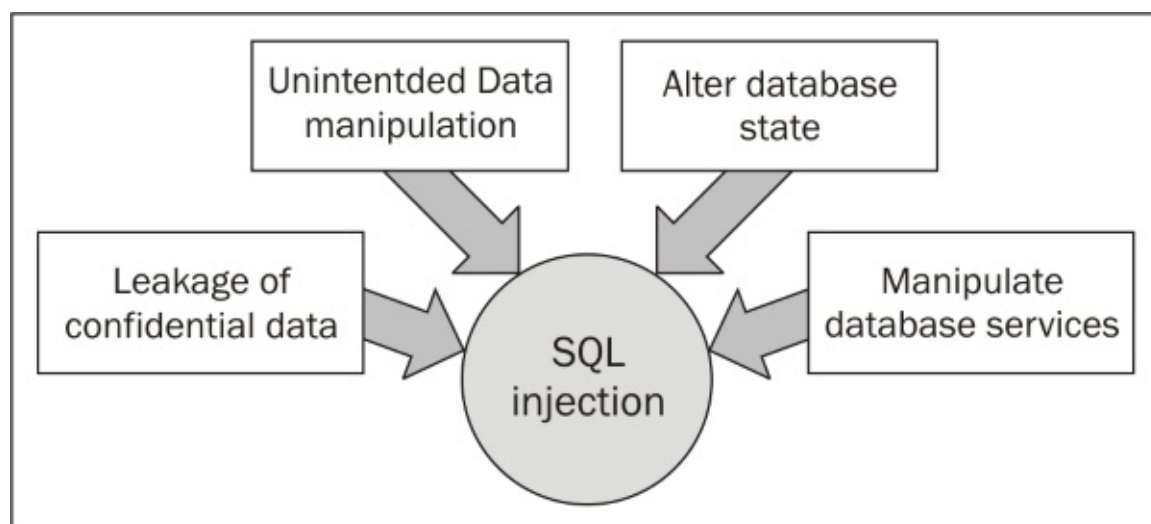 Unintentded Data
manipulation
Alter database
state
Leakage of
confidential data
Manipulate
database services
SQL
injection